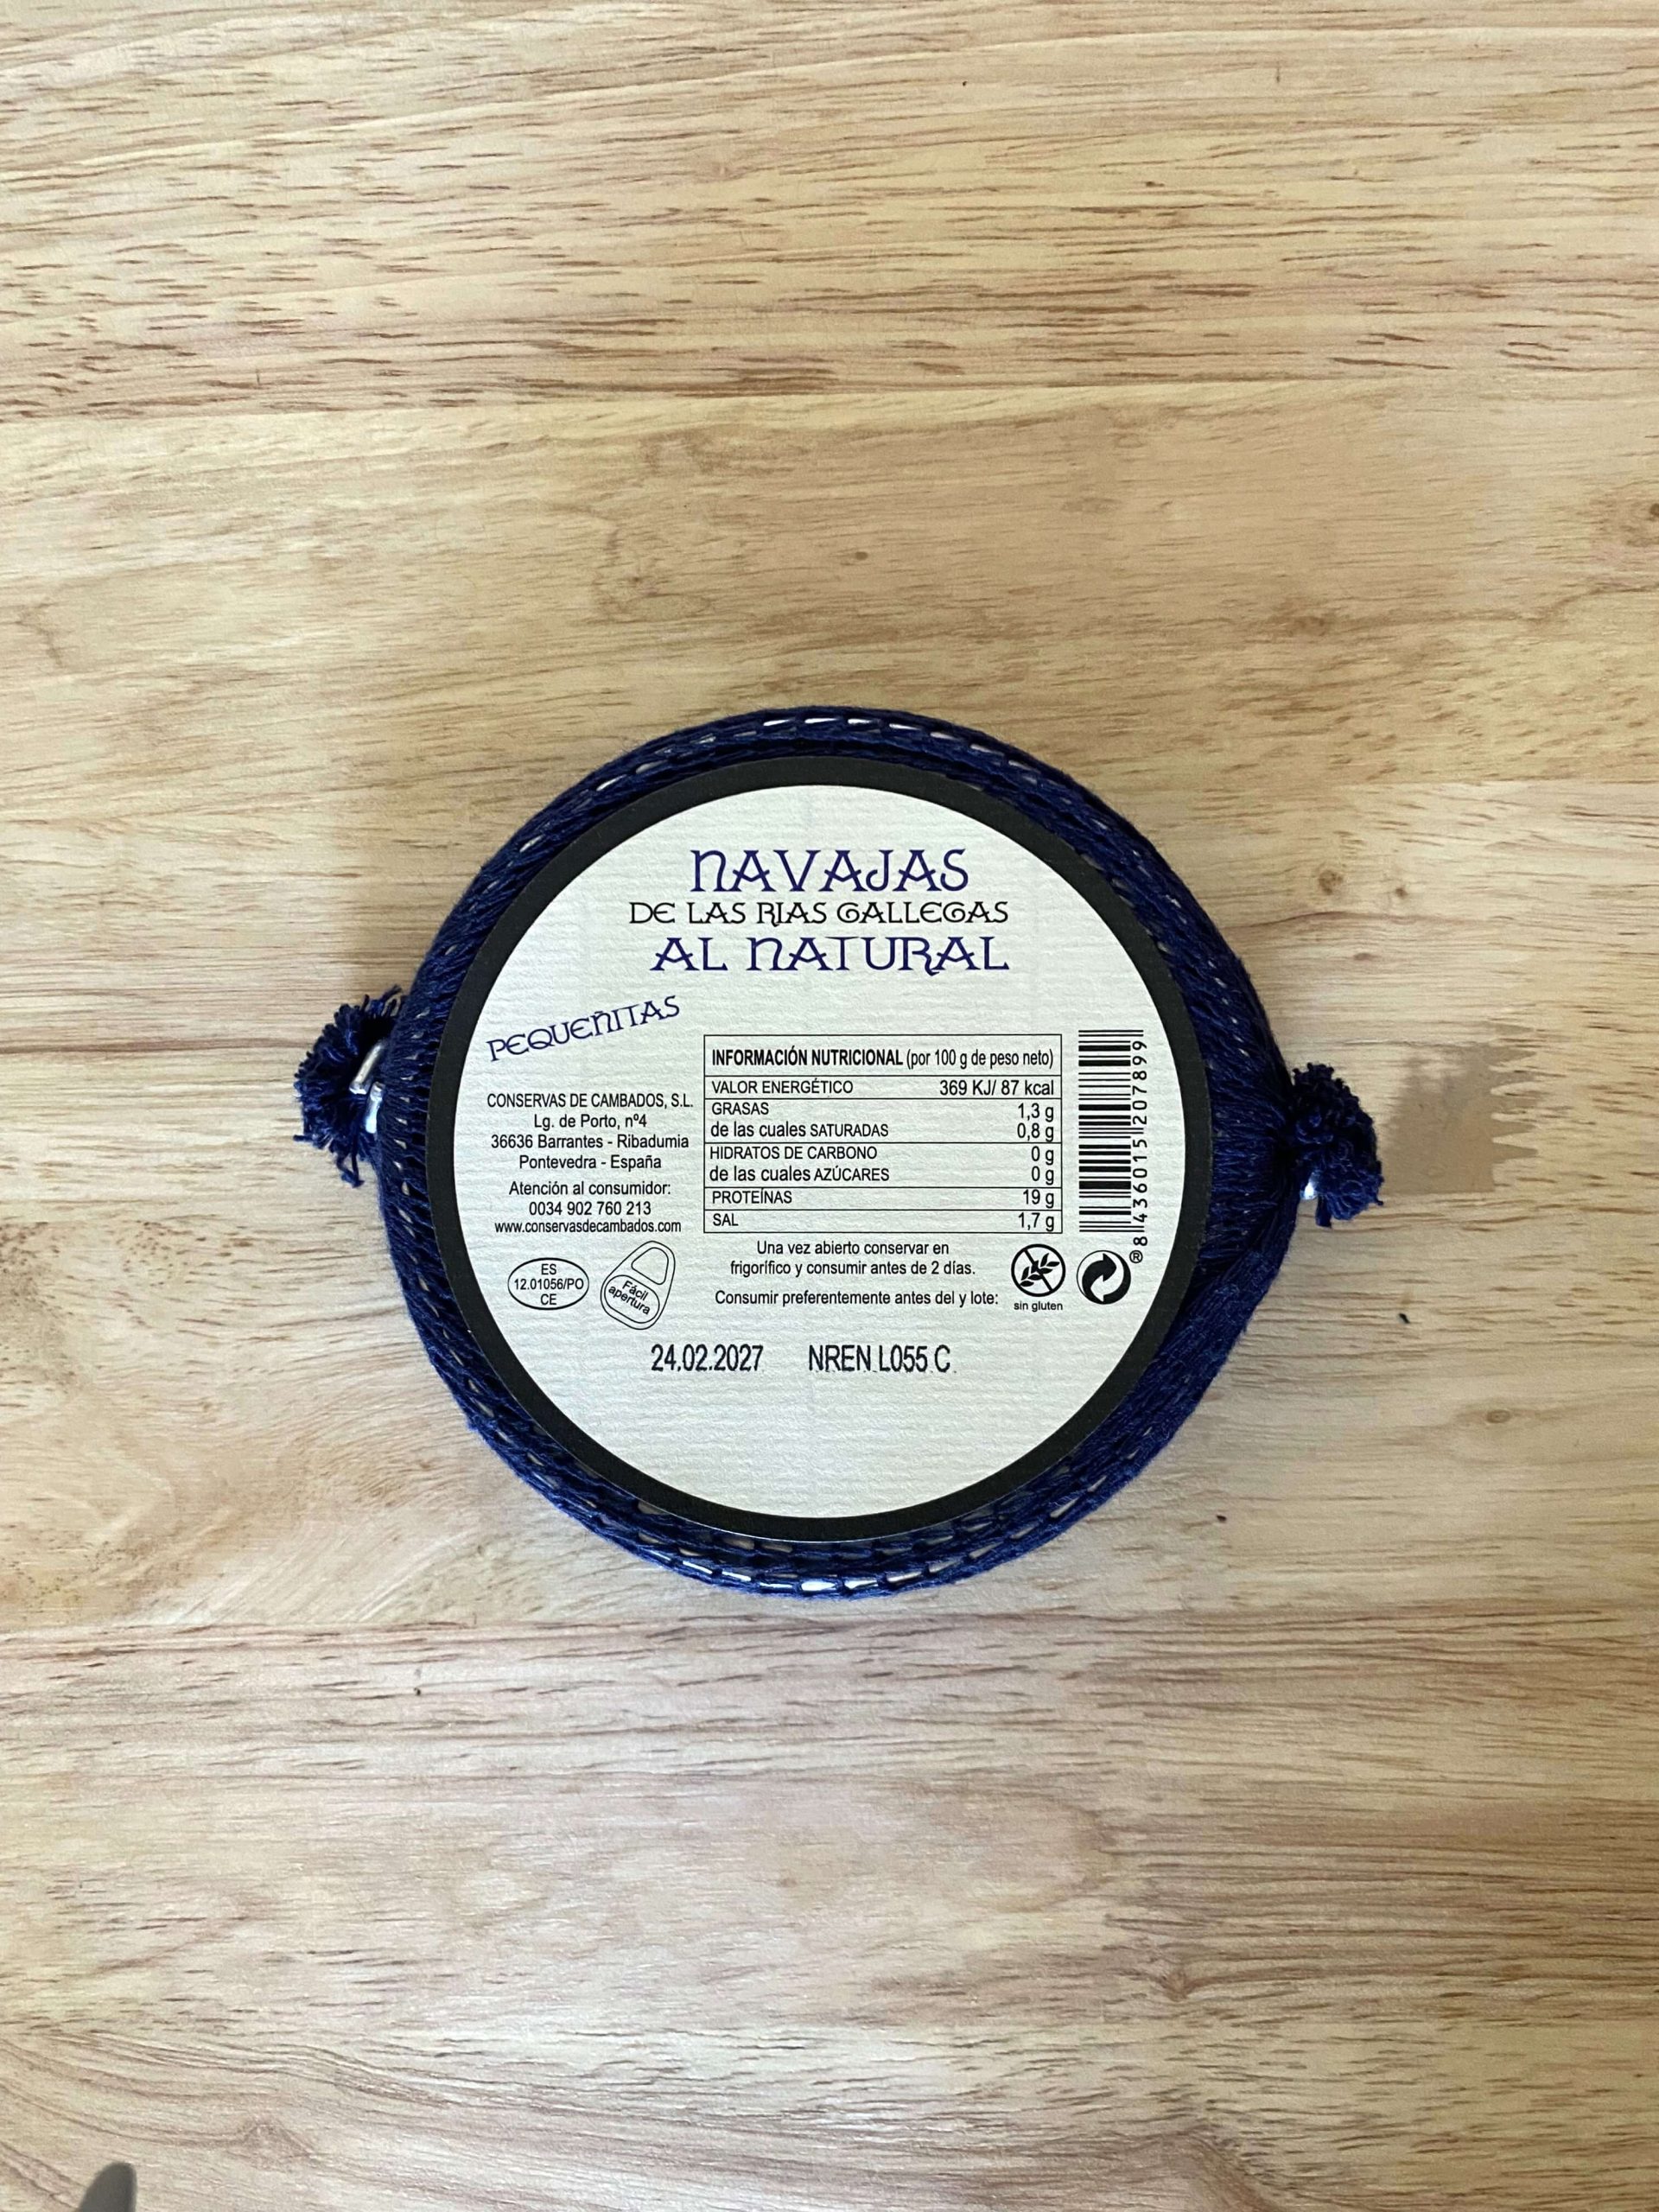 NAVAJAS
DE LAS RIAS GALLEGAS
AL NATURAL
PEQUEÑITAS
CONSERVAS DE CAMBADOS, S.L.
Lg. de Porto, nº4
36636 Barrantes - Ribadumia
Pontevedra - España
Atención al consumidor:
0034 902 760 213
www.conservasdecambados.com
ES
12.01056/PO
CE
Fácil
apertura
INFORMACIÓN NUTRICIONAL (por 100 g de peso neto)
VALOR ENERGÉTICO 369 KJ/ 87 kcal
GRASAS 1,3 g
de las cuales SATURADAS 0,8 g
HIDRATOS DE CARBONO 0 g
de las cuales AZÚCARES 0 g
PROTEÍNAS 19 g
SAL 1,7 g
Una vez abierto conservar en
frigorífico y consumir antes de 2 días.
Consumir preferentemente antes del y lote:
sin gluten
®
8 436015 207899
24.02.2027 NREN L055 C